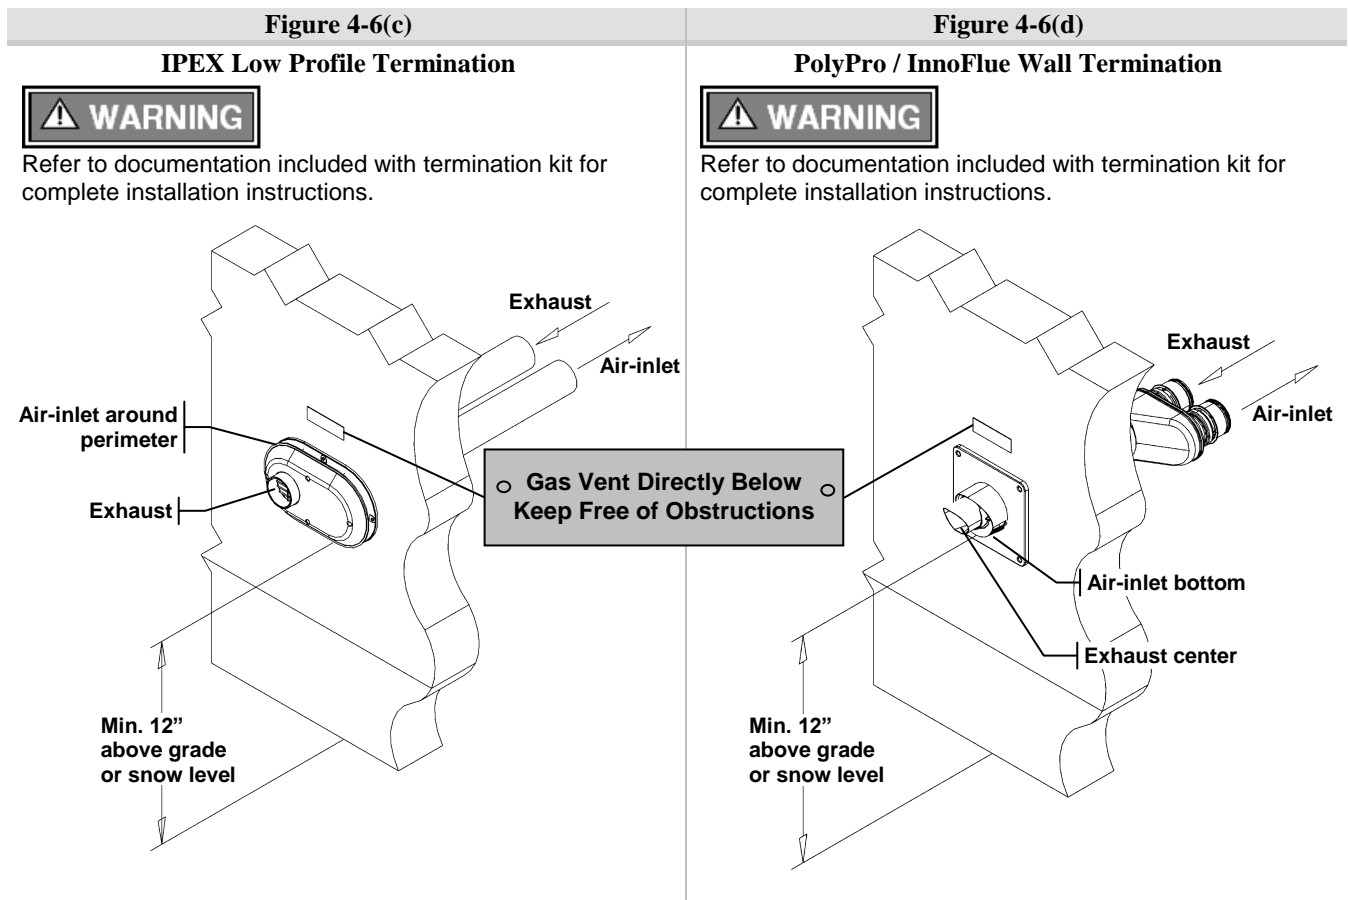 Figure 4-6(c)
IPEX Low Profile Termination
WARNING
Refer to documentation included with termination kit for
complete installation instructions.
Exhaust
Air-inlet
Air-inlet around
perimeter
Exhaust
Min. 12”
above grade
or snow level
Gas Vent Directly Below
Keep Free of Obstructions
Figure 4-6(d)
PolyPro / InnoFlue Wall Termination
WARNING
Refer to documentation included with termination kit for
complete installation instructions.
Exhaust
Air-inlet
Air-inlet bottom
Exhaust center
Min. 12”
above grade
or snow level